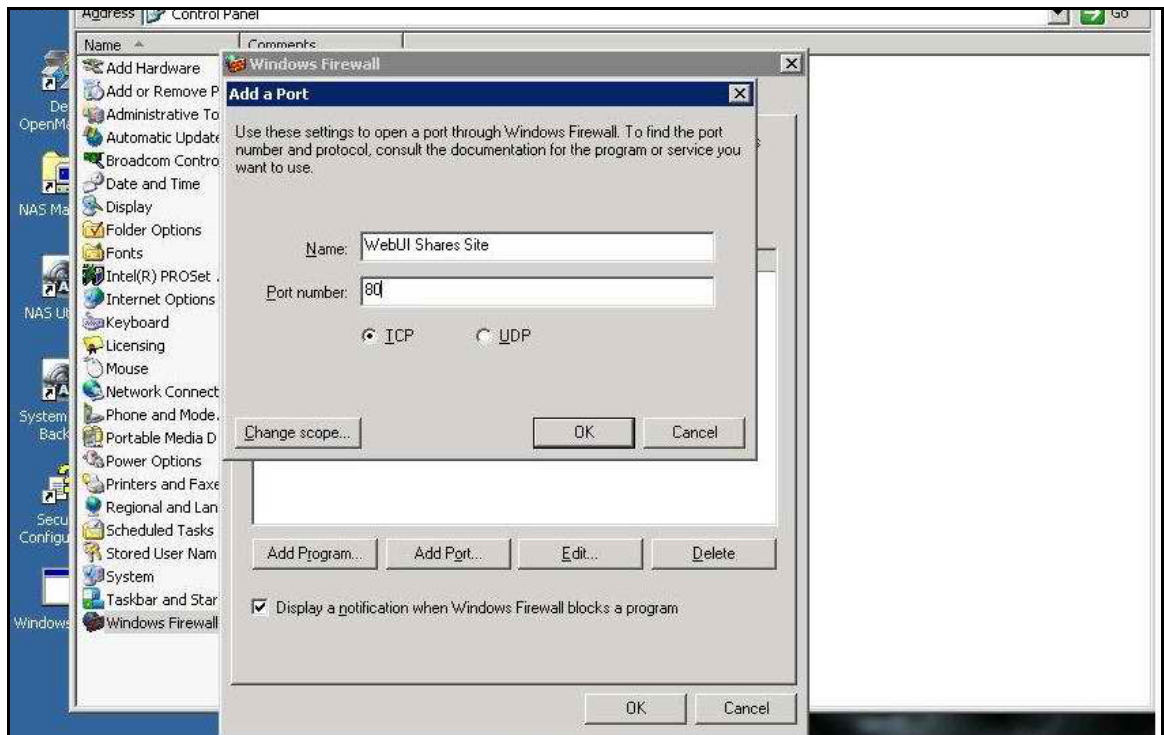 Address Control Panel Go
Name Comments
Add Hardware
Add or Remove P
Administrative To
Automatic Update
Broadcom Contro
Date and Time
Display
Folder Options
Fonts
Intel(R) PROSet .
Internet Options
Keyboard
Licensing
Mouse
Network Connect
Phone and Mode.
Portable Media D
Power Options
Printers and Faxe
Regional and Lan
Scheduled Tasks
Stored User Nam
System
Taskbar and Star
Windows Firewall
De
OpenMa
NAS Ma
NAS Ut
System
Back
Secu
Configu
Windows
Windows Firewall
Add a Port
Use these settings to open a port through Windows Firewall. To find the port
number and protocol, consult the documentation for the program or service you
want to use.
s
Name: WebUI Shares Site
Port number: 80
TCP UDP
Change scope... OK Cancel
Add Program... Add Port... Edit... Delete
Display a notification when Windows Firewall blocks a program
OK Cancel